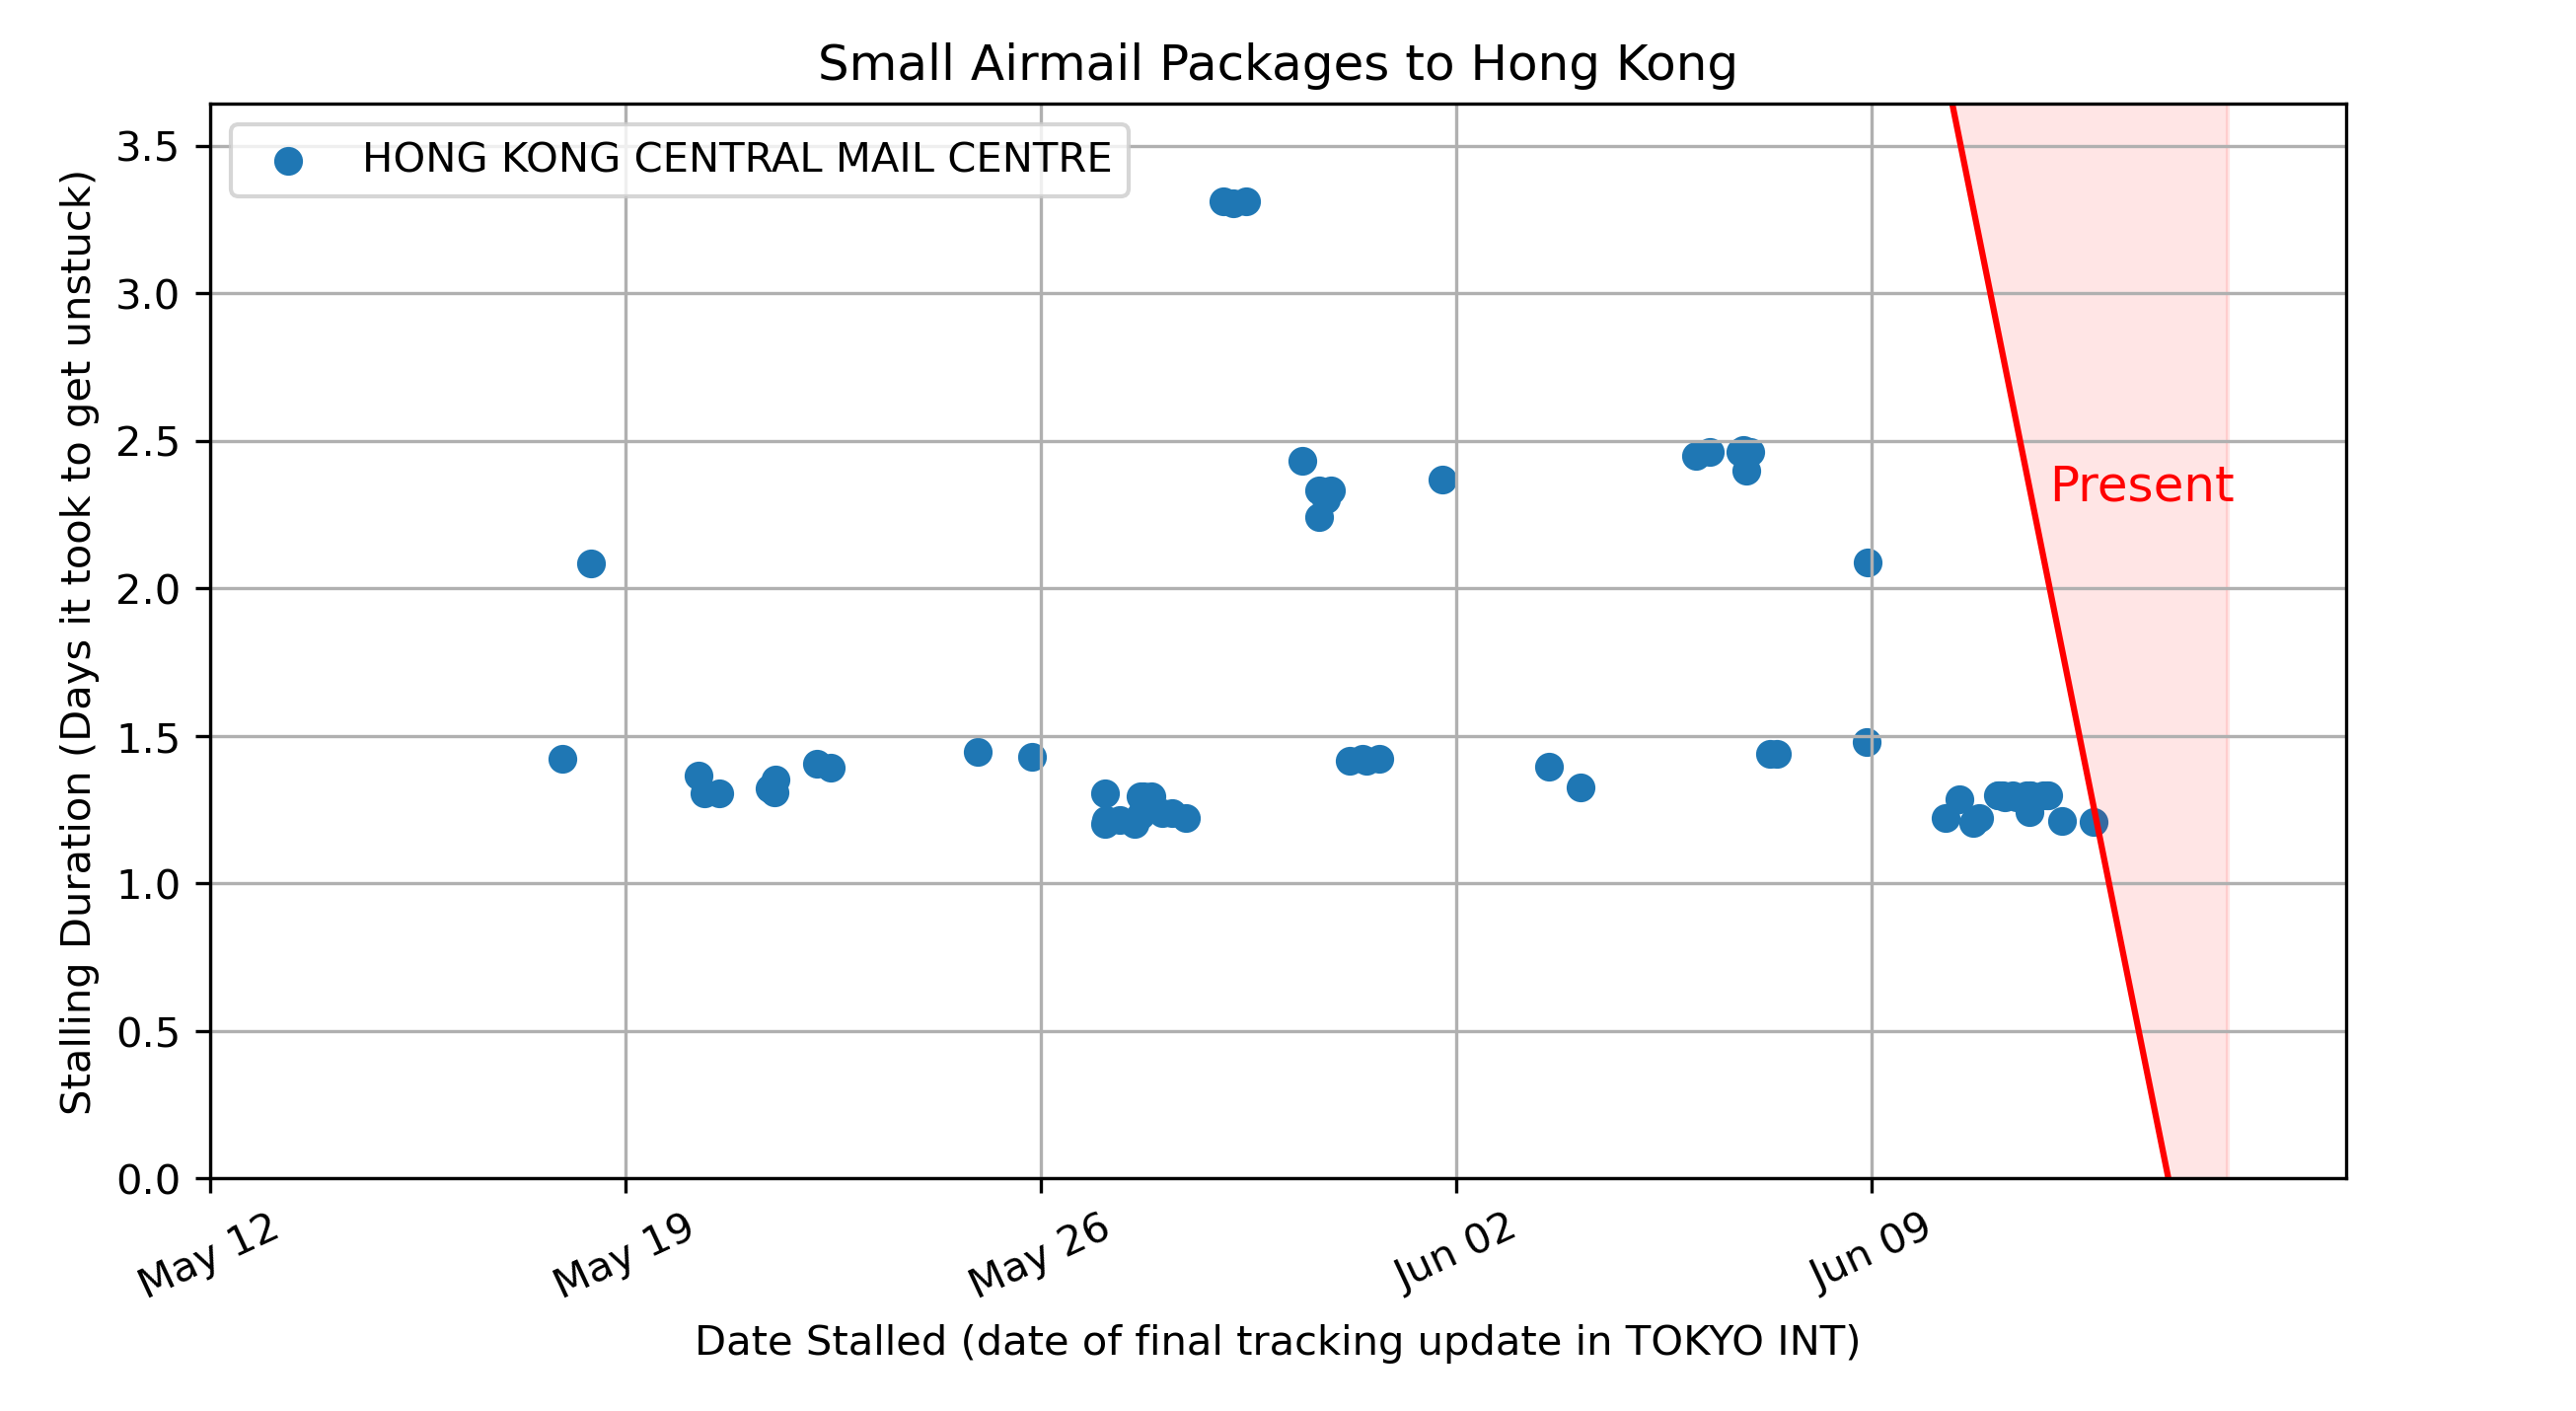 Small Airmail Packages to Hong Kong
HONG KONG CENTRAL MAIL CENTRE
Stalling Duration (Days it took to get unstuck)
3.5
3.0
2.5
2.0
1.5
1.0
0.5
0.0
Present
May 12
May 19
May 26
Jun 02
Jun 09
Date Stalled (date of final tracking update in TOKYO INT)